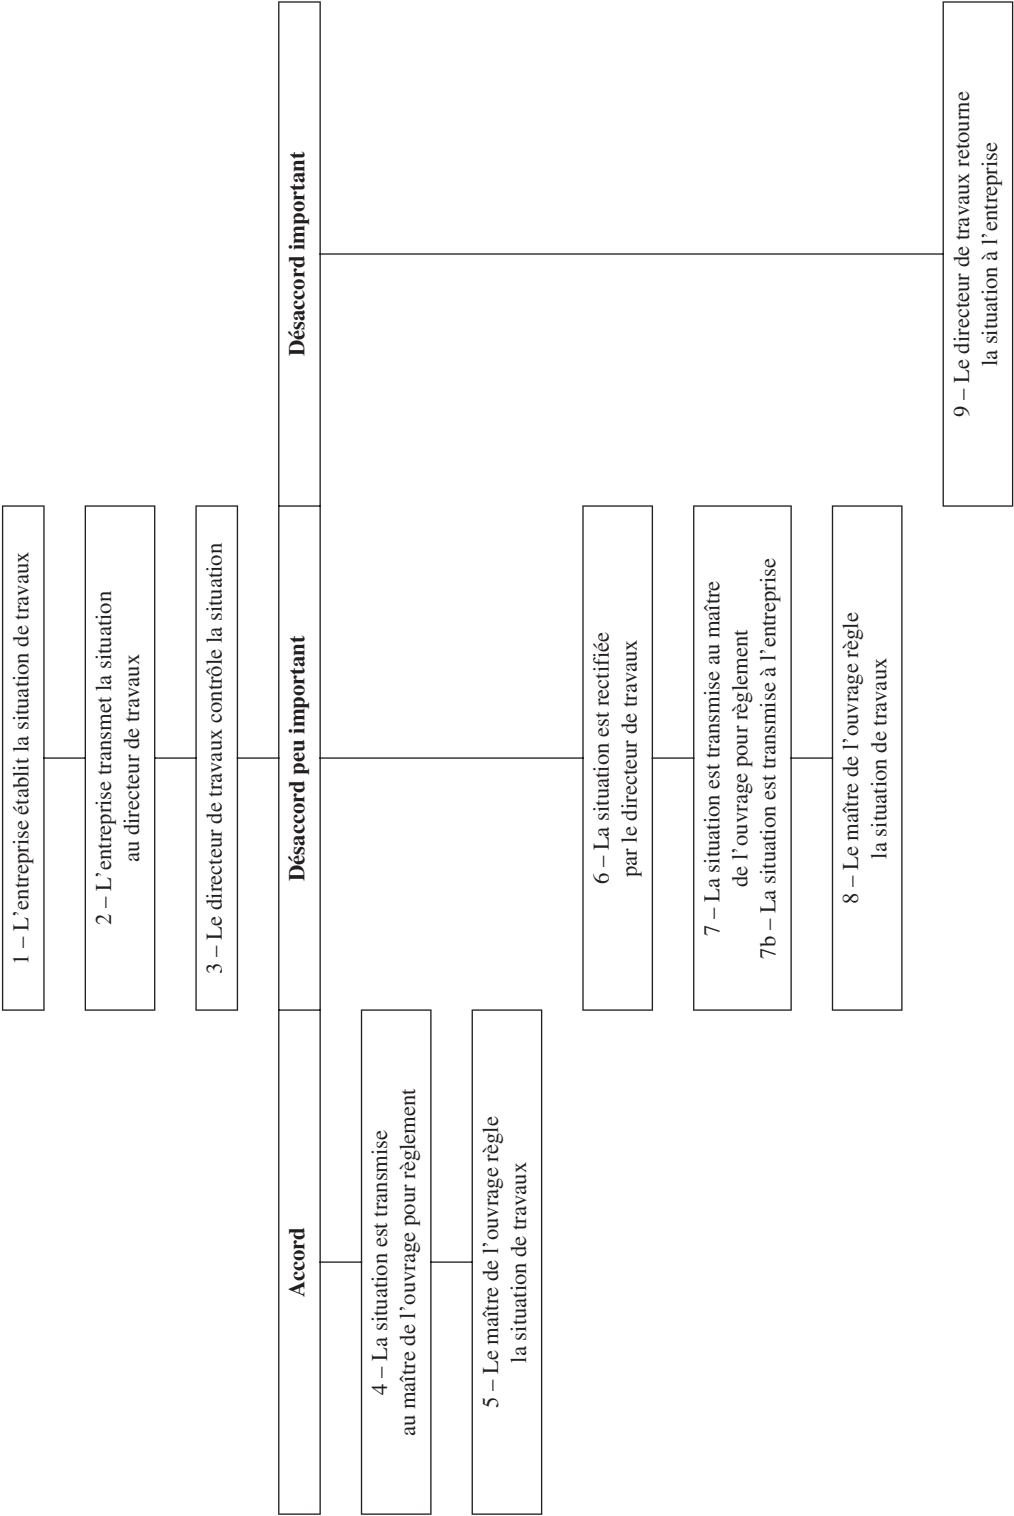 1 – L’entreprise établit la situation de travaux
2 – L’entreprise transmet la situation
au directeur de travaux
3 – Le directeur de travaux contrôle la situation
Accord
Désaccord peu important
Désaccord important
4 – La situation est transmise
au maître de l’ouvrage pour règlement
5 – Le maître de l’ouvrage règle
la situation de travaux
6 – La situation est rectifiée
par le directeur de travaux
7 – La situation est transmise au maître
de l’ouvrage pour règlement
7b – La situation est transmise à l’entreprise
8 – Le maître de l’ouvrage règle
la situation de travaux
9 – Le directeur de travaux retourne
la situation à l’entreprise